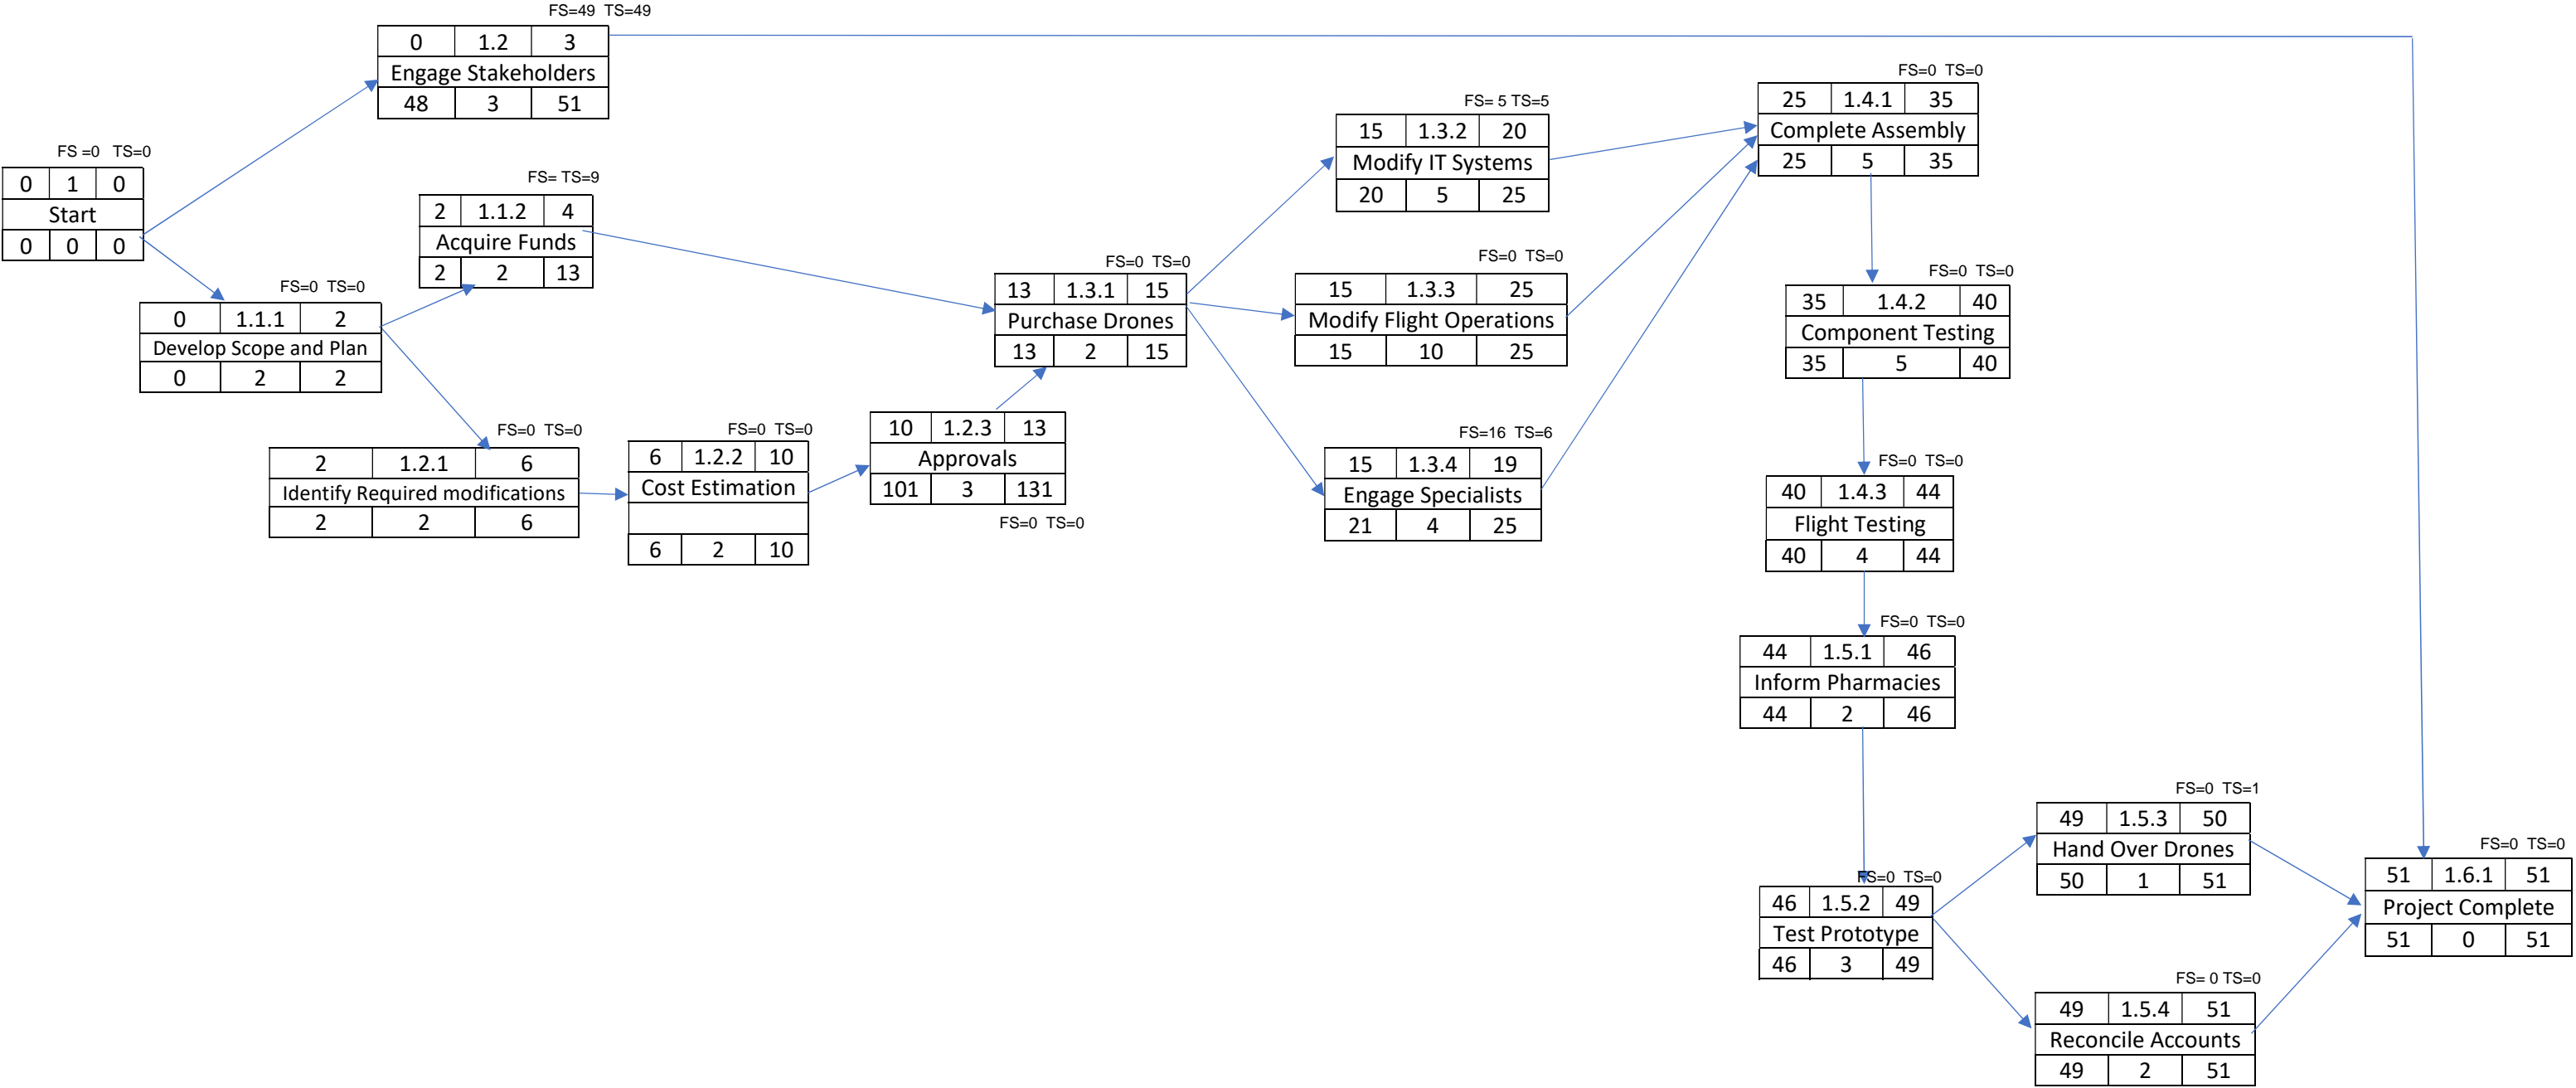 FS=49 TS=49
0 1.2 3
Engage Stakeholders
48 3 51
FS =0 TS=0
0 1 0
Start
0 0 0
FS= TS=9
2 1.1.2 4
Acquire Funds
2 2 13
FS=0 TS=0
0 1.1.1 2
Develop Scope and Plan
0 2 2
FS=0 TS=0
2 1.2.1 6
Identify Required modifications
2 2 6
FS=0 TS=0
6 1.2.2 10
Cost Estimation
6 2 10
10 1.2.3 13
Approvals
101 3 131
FS=0 TS=0
FS=0 TS=0
13 1.3.1 15
Purchase Drones
13 2 15
FS= 5 TS=5
15 1.3.2 20
Modify IT Systems
20 5 25
FS=0 TS=0
15 1.3.3 25
Modify Flight Operations
15 10 25
FS=16 TS=6
15 1.3.4 19
Engage Specialists
21 4 25
FS=0 TS=0
25 1.4.1 35
Complete Assembly
25 5 35
FS=0 TS=0
35 1.4.2 40
Component Testing
35 5 40
FS=0 TS=0
40 1.4.3 44
Flight Testing
40 4 44
FS=0 TS=0
44 1.5.1 46
Inform Pharmacies
44 2 46
FS=0 TS=0
46 1.5.2 49
Test Prototype
46 3 49
FS=0 TS=1
49 1.5.3 50
Hand Over Drones
50 1 51
FS= 0 TS=0
49 1.5.4 51
Reconcile Accounts
49 2 51
FS=0 TS=0
51 1.6.1 51
Project Complete
51 0 51